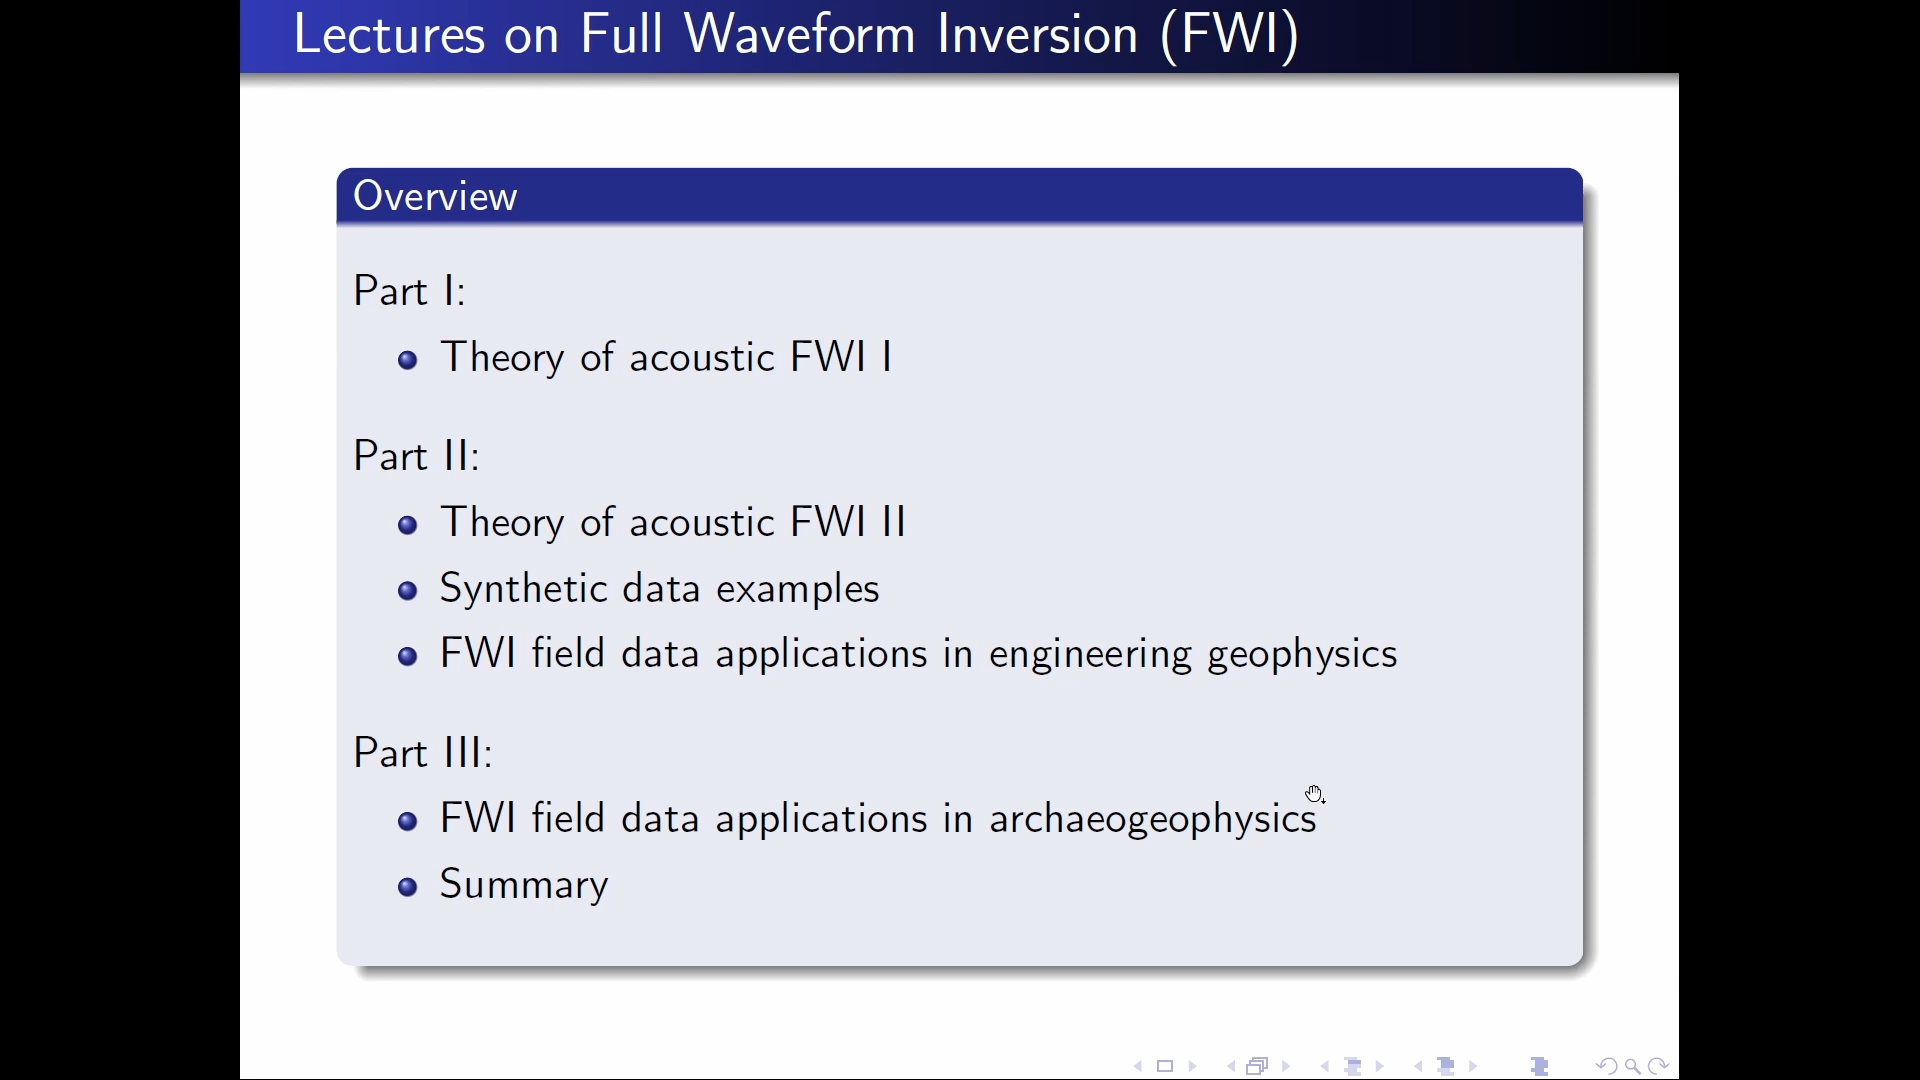 Lectures on Full Waveform Inversion (FWI)
Overview
Part I:
Theory of acoustic FWI I
Part II:
Theory of acoustic FWI II
Synthetic data examples
FWI field data applications in engineering geophysics
Part III:
FWI field data applications in archaeogeophysics
Summary